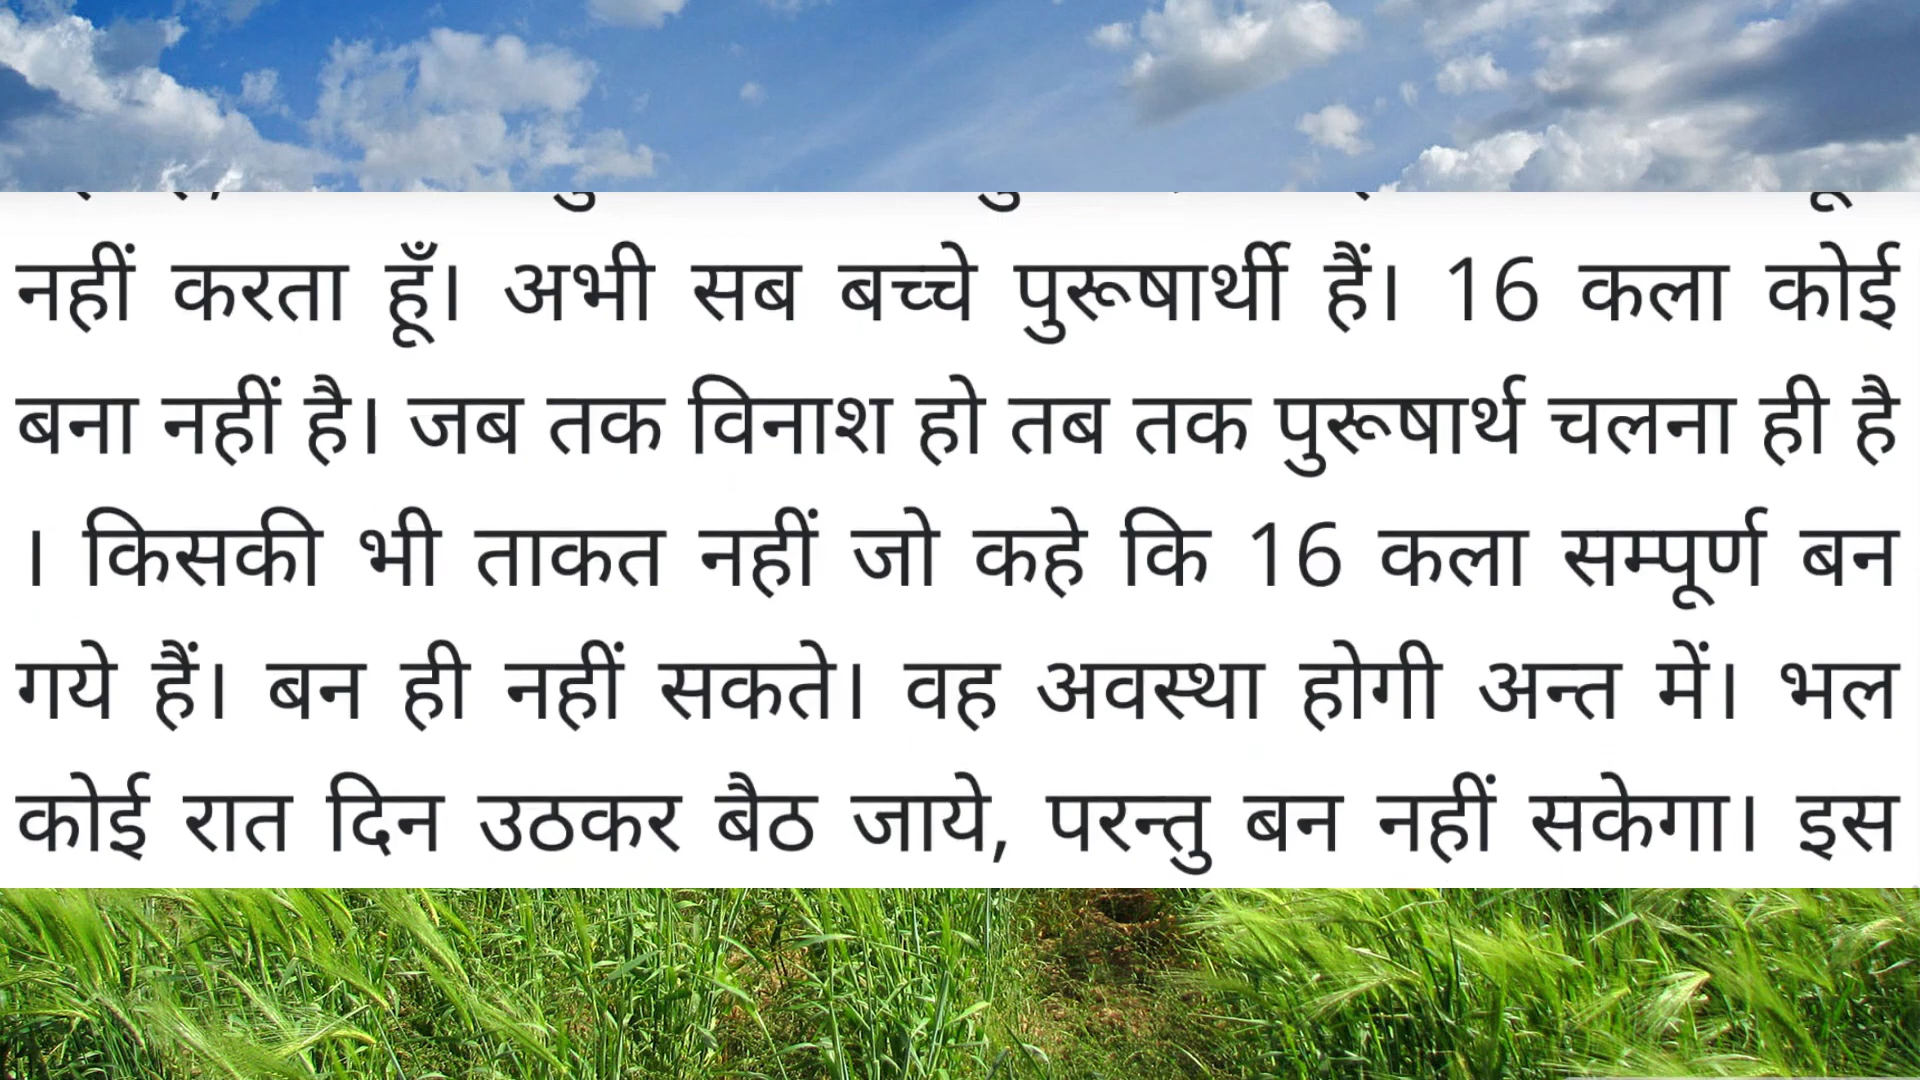 नहीं करता हूँ। अभी सब बच्चे पुरूषार्थी हैं। 16 कला कोई
बना नहीं है। जब तक विनाश हो तब तक पुरूषार्थ चलना ही है
। किसकी भी ताकत नहीं जो कहे कि 16 कला सम्पूर्ण बन
गये हैं। बन ही नहीं सकते। वह अवस्था होगी अन्त में। भल
कोई रात दिन उठकर बैठ जाये, परन्तु बन नहीं सकेगा। इस